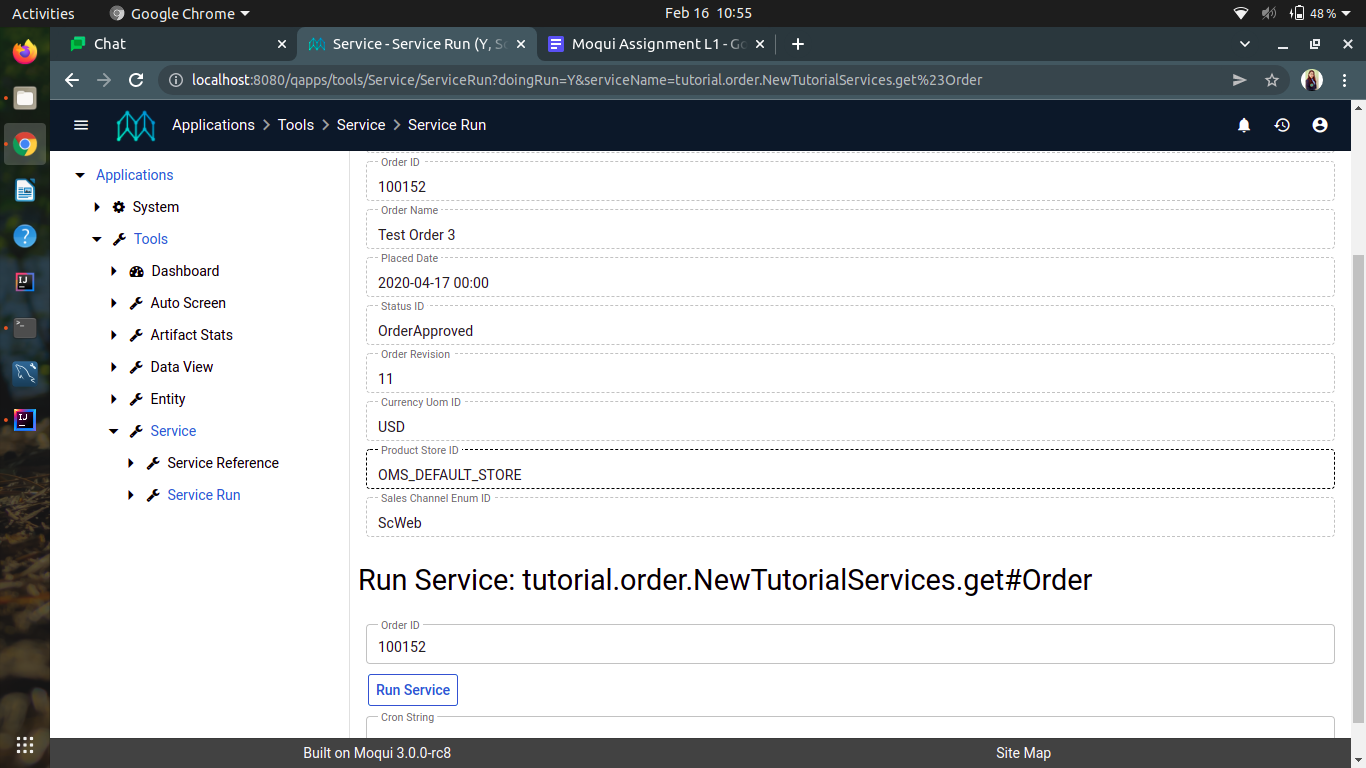 Activities
Google Chrome
Feb 16 10:55
48 %
Chat
Service - Service Run (Y, S
Moqui Assignment L1 - Go
localhost:8080/qapps/tools/Service/ServiceRun?doingRun=Y&serviceName=tutorial.order.NewTutorialServices.get%23Order
Applications
Tools
Service
Service Run
Applications
System
Tools
Dashboard
Auto Screen
Artifact Stats
Data View
Entity
Service
Service Reference
Service Run
Order ID
100152
Order Name
Test Order 3
Placed Date
2020-04-17 00:00
Status ID
OrderApproved
Order Revision
11
Currency Uom ID
USD
Product Store ID
OMS_DEFAULT_STORE
Sales Channel Enum ID
ScWeb
Run Service: tutorial.order.NewTutorialServices.get#Order
Order ID
100152
Run Service
Cron String
Built on Moqui 3.0.0-rc8
Site Map